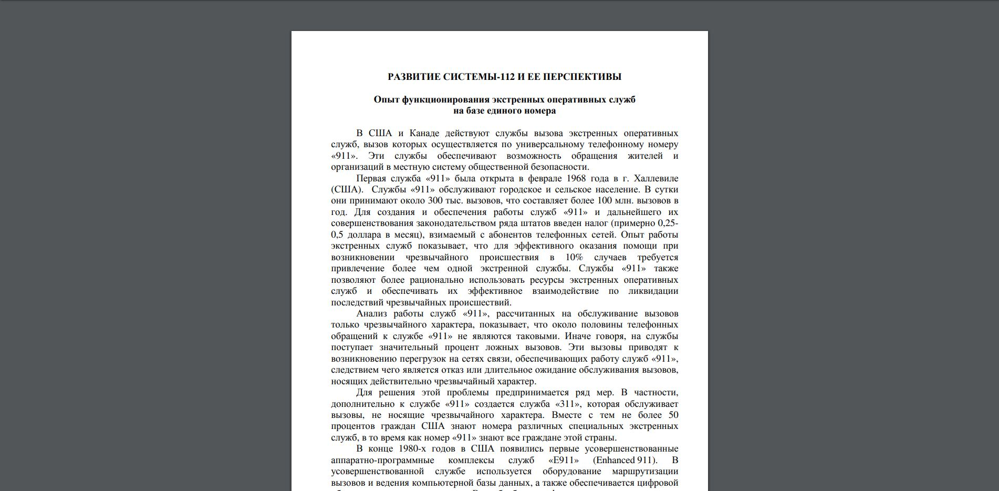 РАЗВИТИЕ СИСТЕМЫ-112 И ЕЕ ПЕРСПЕКТИВЫ
Опыт функционирования экстренных оперативных служб
на базе единого номера
В США и Канаде действуют службы вызова экстренных оперативных
служб, вызов которых осуществляется по универсальному телефонному номеру
«911». Эти службы обеспечивают возможность обращения жителей и
организаций в местную систему общественной безопасности.
Первая служба «911» была открыта в феврале 1968 года в г. Халлевиле
(США). Службы «911» обслуживают городское и сельское население. В сутки
они принимают около 300 тыс. вызовов, что составляет более 100 млн. вызовов в
год. Для создания и обеспечения работы служб «911» и дальнейшего их
совершенствования законодательством ряда штатов введен налог (примерно 0,25-
0,5 доллара в месяц), взимаемый с абонентов телефонных сетей. Опыт работы
экстренных служб показывает, что для эффективного оказания помощи при
возникновении чрезвычайного происшествия в 10% случаев требуется
привлечение более чем одной экстренной службы. Службы «911» также
позволяют более рационально использовать ресурсы экстренных оперативных
служб и обеспечивать их эффективное взаимодействие по ликвидации
последствий чрезвычайных происшествий.
Анализ работы служб «911», рассчитанных на обслуживание вызовов
только чрезвычайного характера, показывает, что около половины телефонных
обращений к службе «911» не являются таковыми. Иначе говоря, на службы
поступает значительный процент ложных вызовов. Эти вызовы приводят к
возникновению перегрузок на сетях связи, обеспечивающих работу служб «911»,
следствием чего является отказ или длительное ожидание обслуживания вызовов,
носящих действительно чрезвычайный характер.
Для решения этой проблемы предпринимается ряд мер. В частности,
дополнительно к службе «911» создается служба «311», которая обслуживает
вызовы, не носящие чрезвычайного характера. Вместе с тем не более 50
процентов граждан США знают номера различных специальных экстренных
служб, в то время как номер «911» знают все граждане этой страны.
В конце 1980-х годов в США появились первые усовершенствованные
аппаратно-программные комплексы служб «Е911» (Enhanced 911). В
усовершенствованной службе используется оборудование маршрутизации
вызовов и ведения компьютерной базы данных, а также обеспечивается цифровой